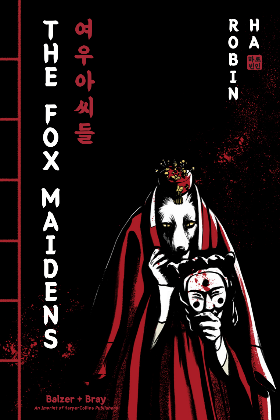 THE FOX MAIDENS
여우아씨들
ROBIN
HA
Balzer + Bray
An Imprint of HarperCollins Publishers